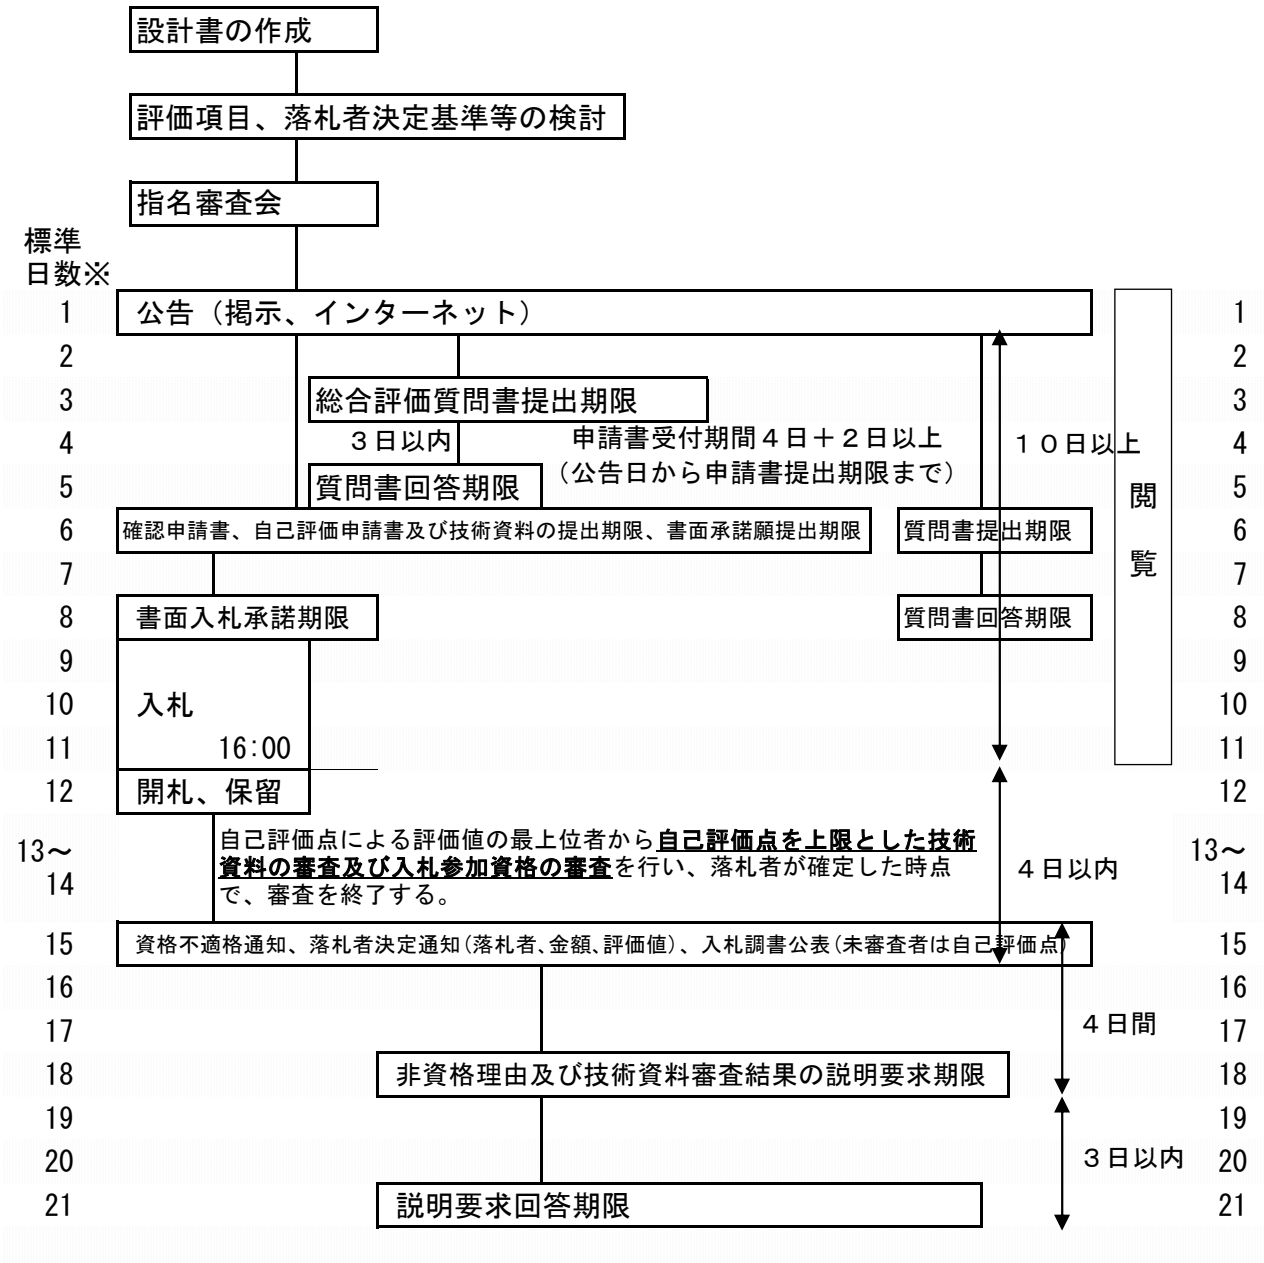 設計書の作成
評価項目、落札者決定基準等の検討
指名審査会
標準
日数※
1 公告（掲示、インターネット） 1
2 2
3 総合評価質問書提出期限 3
4 ３日以内 申請書受付期間４日＋２日以上 １０日以上 4
（公告日から申請書提出期限まで）
5 質問書回答期限 5
閲
6 確認申請書、自己評価申請書及び技術資料の提出期限、書面承諾願提出期限 質問書提出期限 6
覧
7 7
8 書面入札承諾期限 質問書回答期限 8
9 9
10 入札 10
11 16:00 11
12 開札、保留 12
自己評価点による評価値の最上位者から自己評価点を上限とした技術
13～ 資料の審査及び入札参加資格の審査を行い、落札者が確定した時点 ４日以内 13～
14 で、審査を終了する。 14
15 資格不適格通知、落札者決定通知(落札者、金額、評価値)、入札調書公表(未審査者は自己評価点) 15
16 16
17 ４日間 17
18 非資格理由及び技術資料審査結果の説明要求期限 18
19 19
20 ３日以内 20
21 説明要求回答期限 21